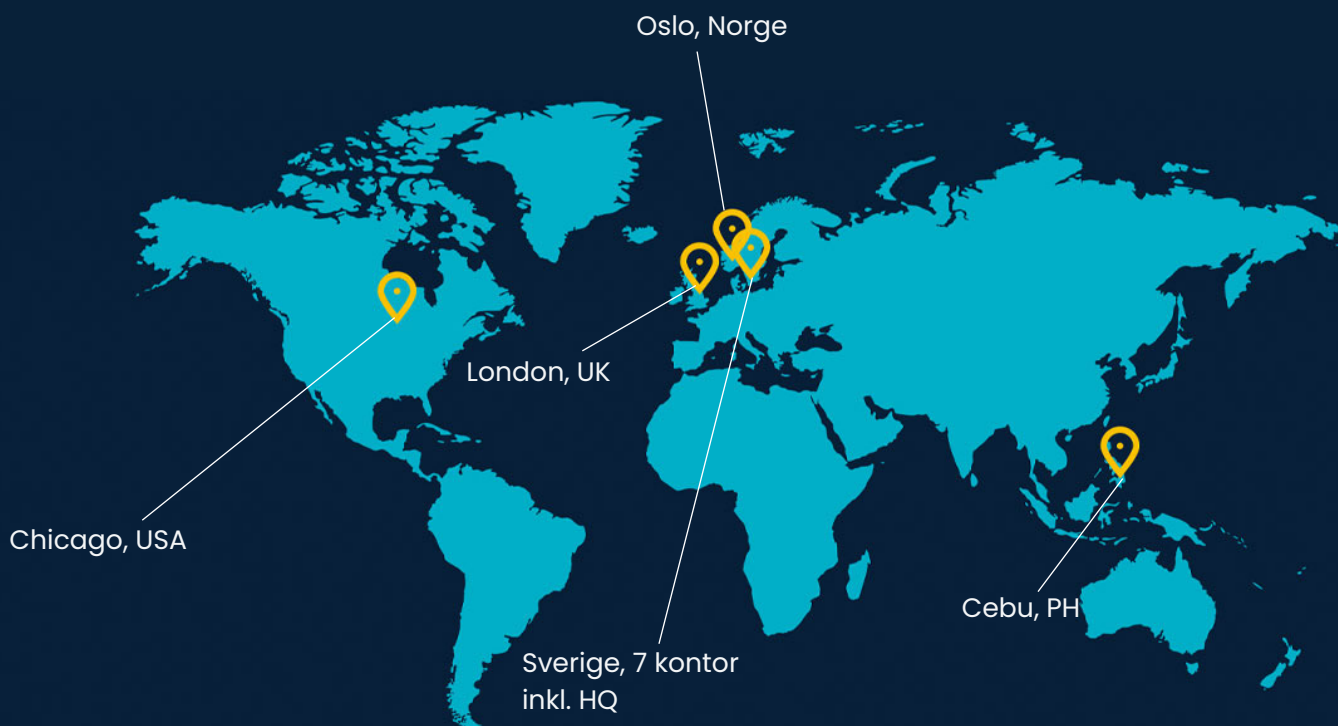 Oslo, Norge
London, UK
Chicago, USA
Cebu, PH
Sverige, 7 kontor
inkl. HQ